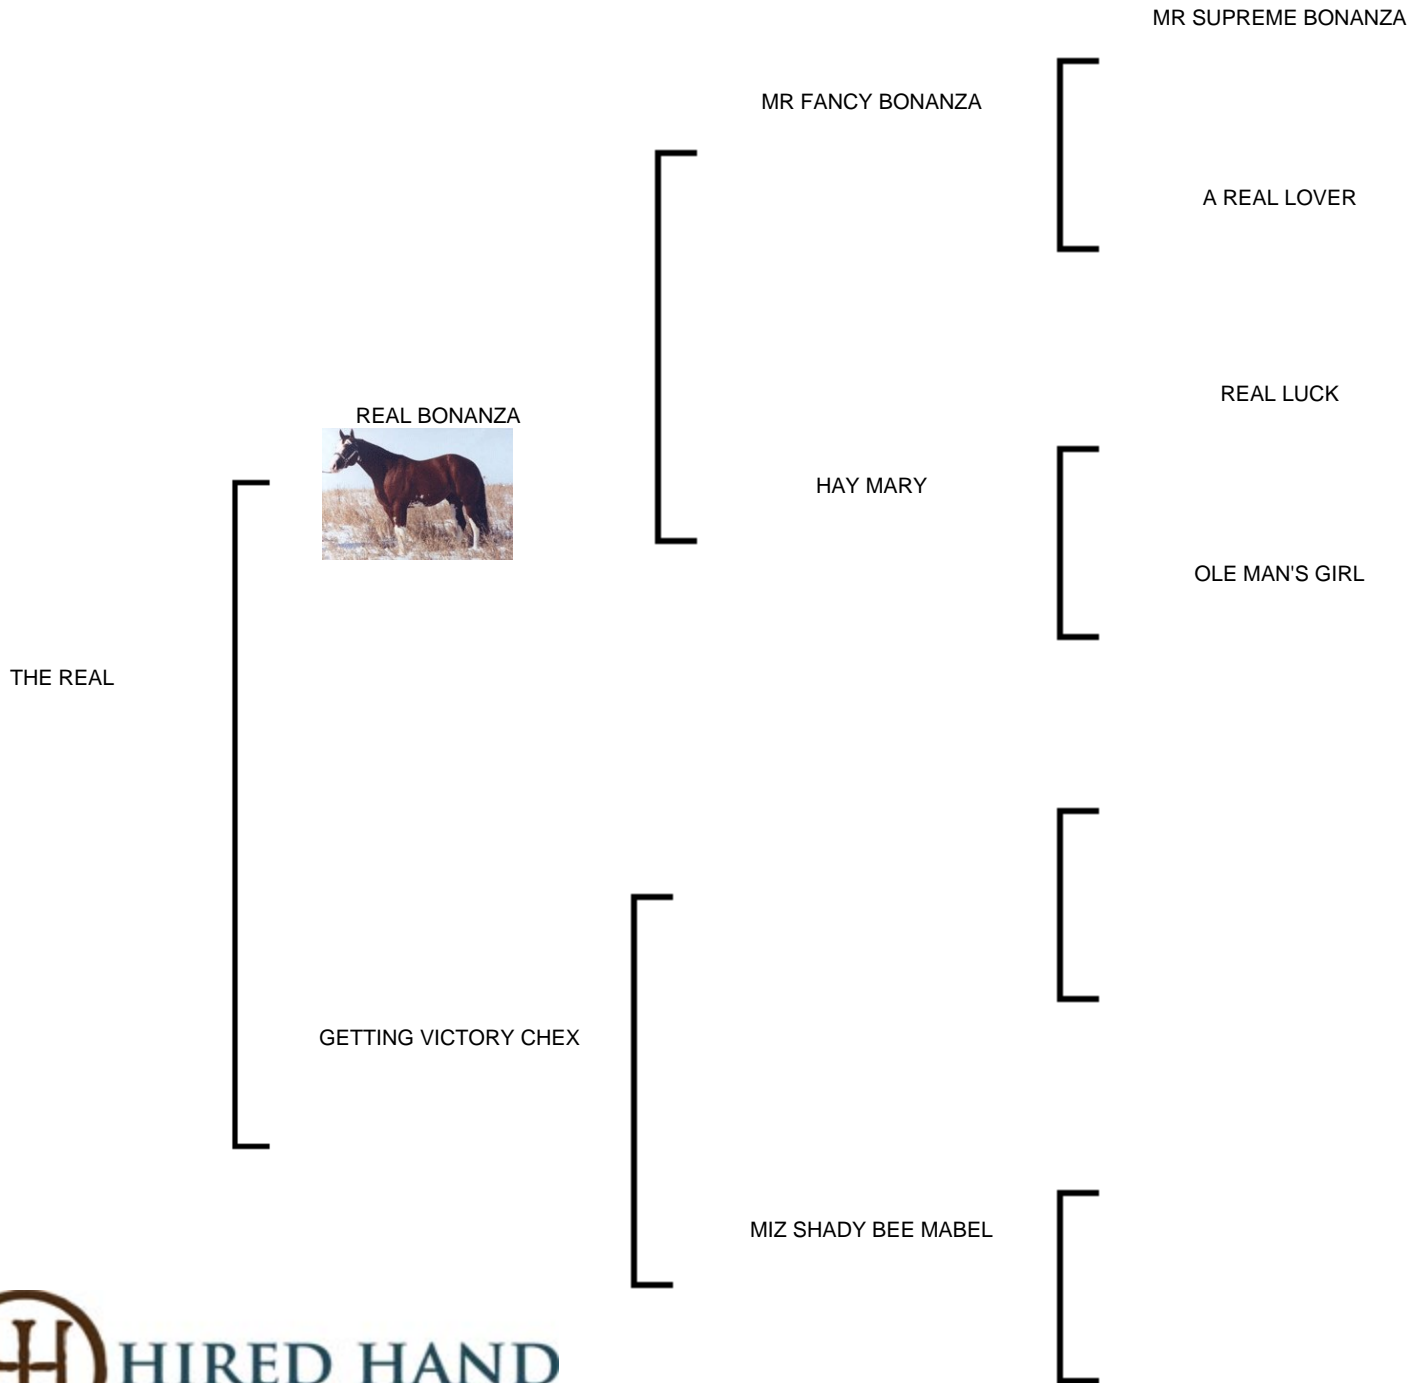 MR SUPREME BONANZA
MR FANCY BONANZA
A REAL LOVER
REAL LUCK
REAL BONANZA
HAY MARY
OLE MAN'S GIRL
THE REAL
GETTING VICTORY CHEX
MIZ SHADY BEE MABEL
H HIRED HAND